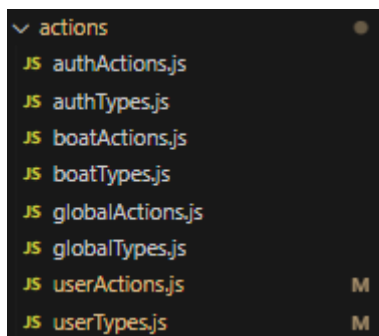 actions
JS authActions.js
JS authTypes.js
JS boatActions.js
JS boatTypes.js
JS globalActions.js
JS globalTypes.js
JS userActions.js M
JS userTypes.js M